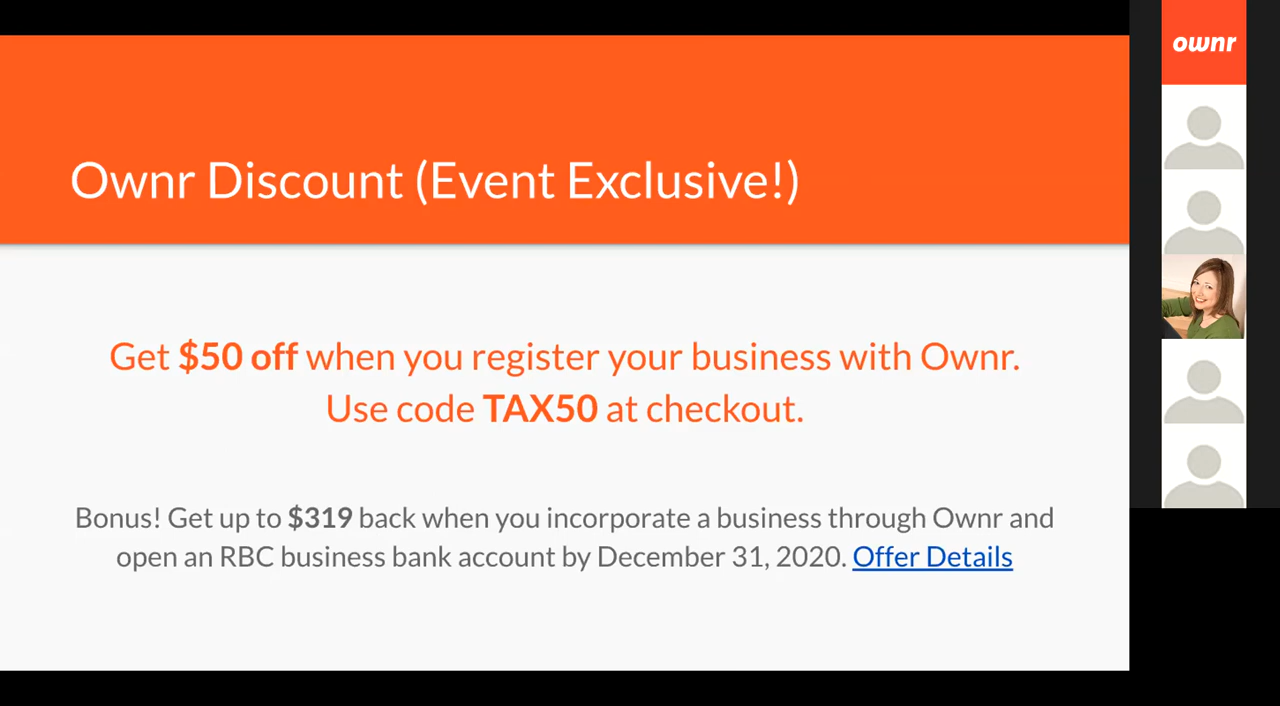 ownr
Ownr Discount (Event Exclusive!)
Get $50 off when you register your business with Ownr.
Use code TAX50 at checkout.
Bonus! Get up to $319 back when you incorporate a business through Ownr and
open an RBC business bank account by December 31, 2020. Offer Details